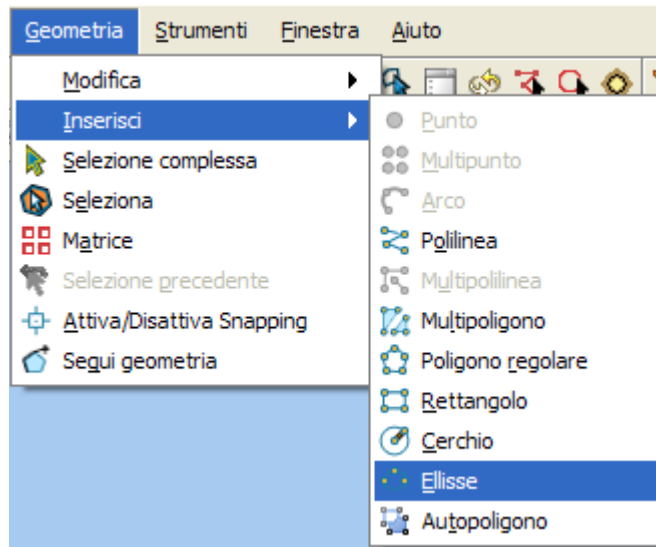 Geometria Strumenti Finestra Aiuto
Modifica
Inserisci
Selezione complessa
Seleziona
Matrice
Selezione precedente
Attiva/Disattiva Snapping
Segui geometria
Punto
Multipunto
Arco
Polilinea
Multipolilinea
Multipoligono
Poligono regolare
Rettangolo
Cerchio
Ellisse
Autopoligono